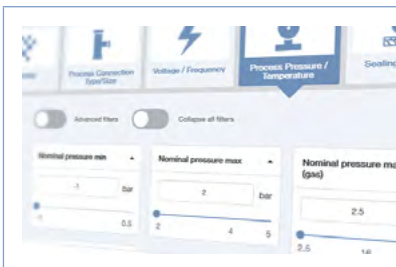 Process Connection
Type/Size
Voltage / Frequency
Process Pressure /
Temperature
Sealing
Advanced filters
Collapse all filters
Nominal pressure min
bar
0.5
Nominal pressure max
2
bar
2 4 5
Nominal pressure ma
(gas)
2.5
2.5 16